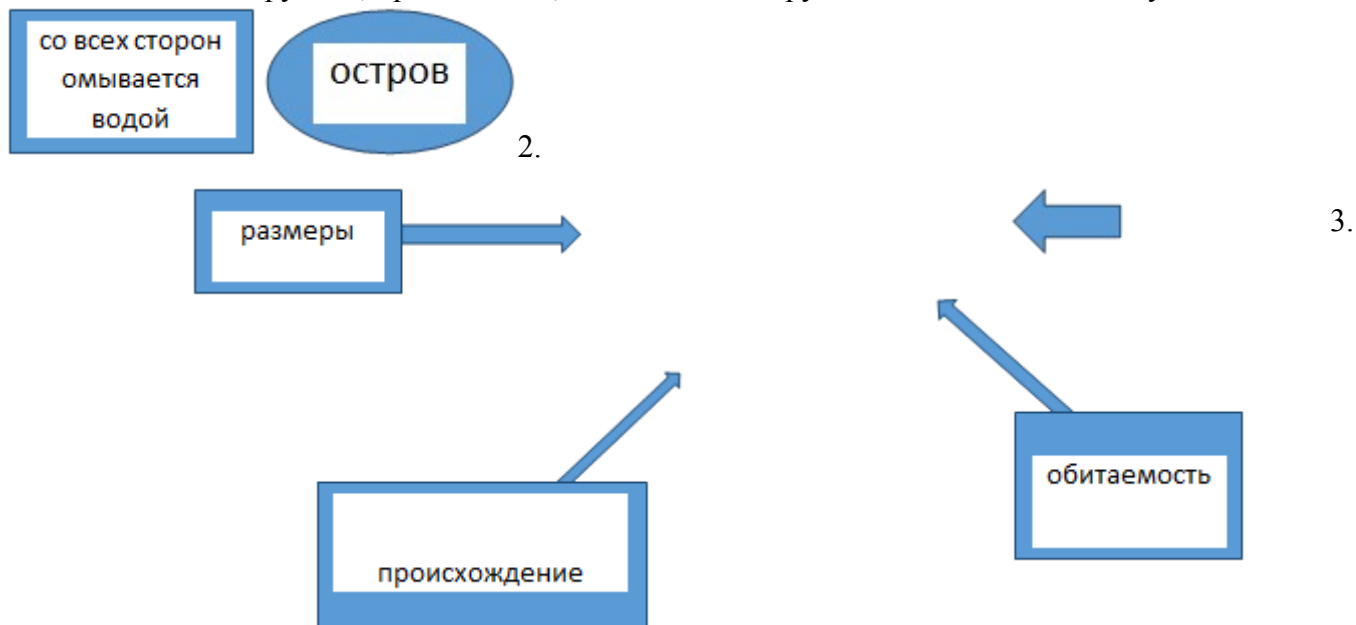 со всех сторон
омывается
водой
остров
2.
размеры
3.
обитаемость
происхождение